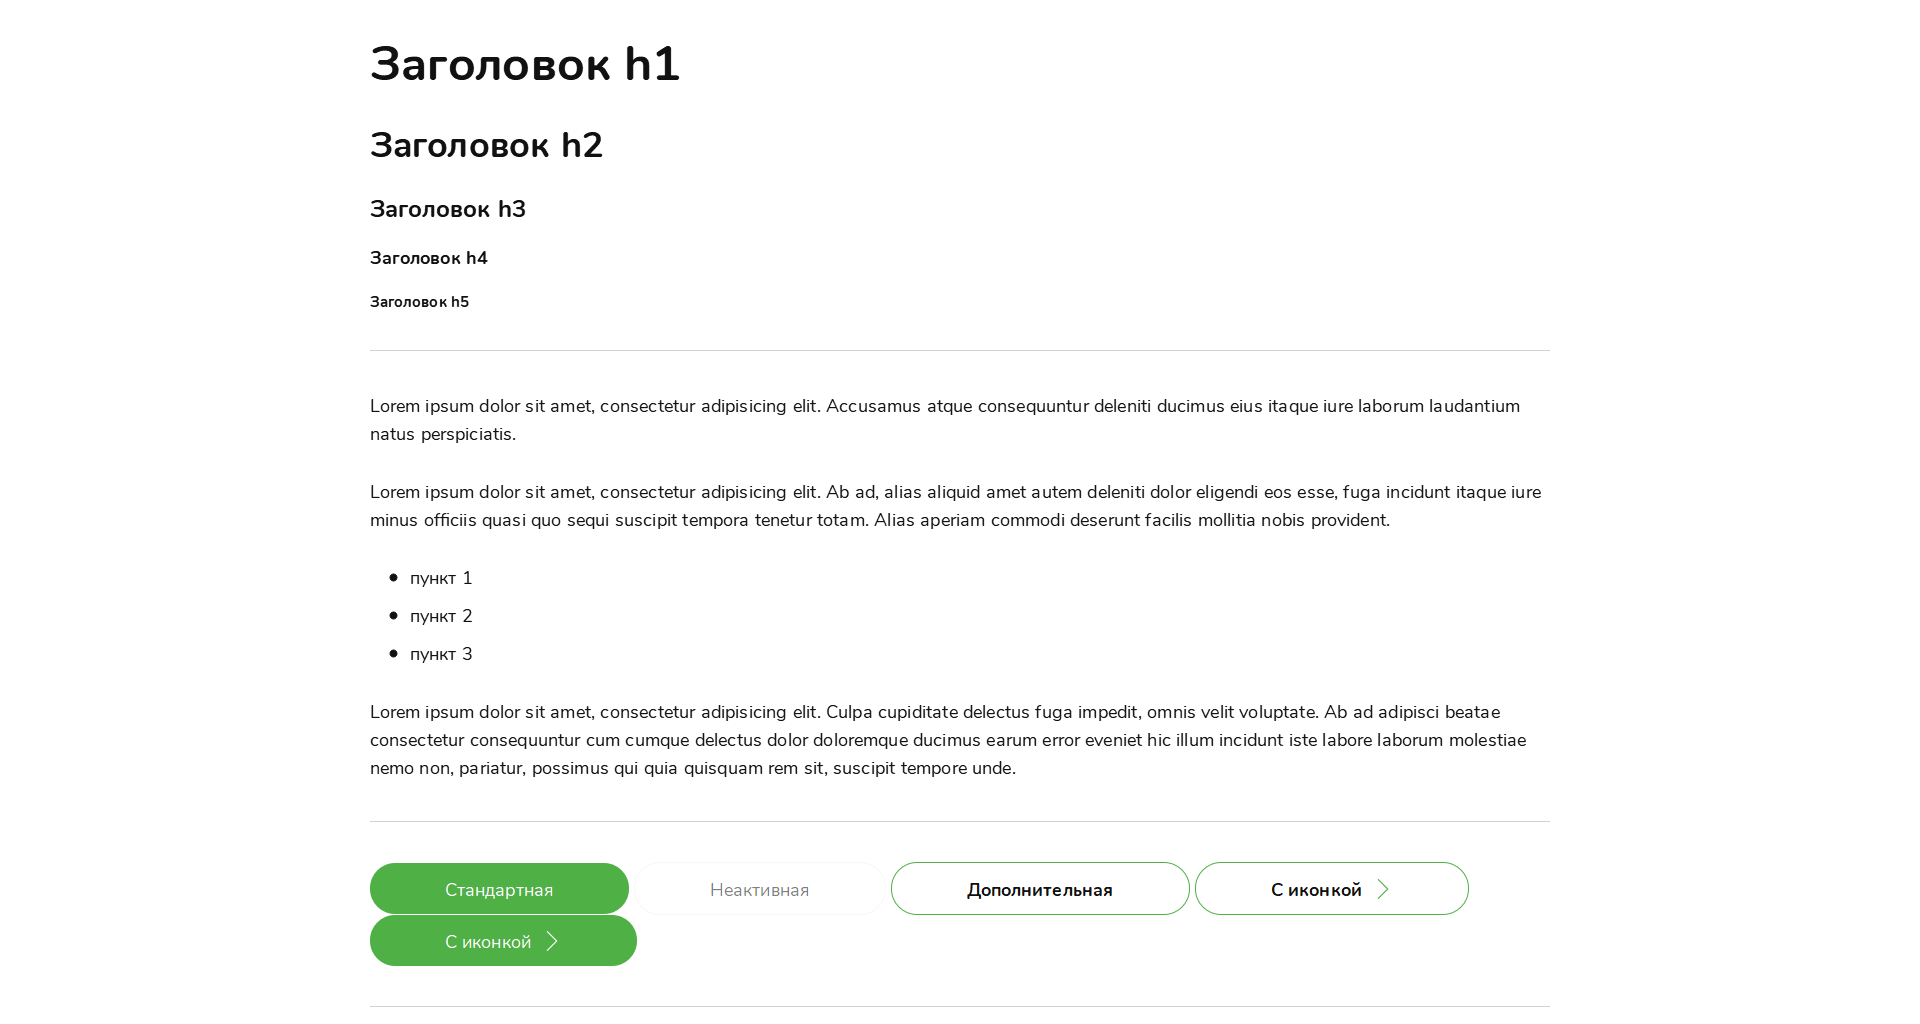 Заголовок h1
Заголовок h2
Заголовок h3
Заголовок h4
Заголовок h5
Lorem ipsum dolor sit amet, consectetur adipisicing elit. Accusamus atque consequuntur deleniti ducimus eius itaque iure laborum laudantium
natus perspiciatis.
Lorem ipsum dolor sit amet, consectetur adipisicing elit. Ab ad, alias aliquid amet autem deleniti dolor eligendi eos esse, fuga incidunt itaque iure
minus officiis quasi quo sequi suscipit tempora tenetur totam. Alias aperiam commodi deserunt facilis mollitia nobis provident.
• пункт 1
• пункт 2
• пункт 3
Lorem ipsum dolor sit amet, consectetur adipisicing elit. Culpa cupiditate delectus fuga impedit, omnis velit voluptate. Ab ad adipisci beatae
consectetur consequuntur cum cumque delectus dolor doloremque ducimus earum error eveniet hic illum incidunt iste labore laborum molestiae
nemo non, pariatur, possimus qui quia quisquam rem sit, suscipit tempore unde.
Стандартная
Неактивная
Дополнительная
С иконкой
С иконкой